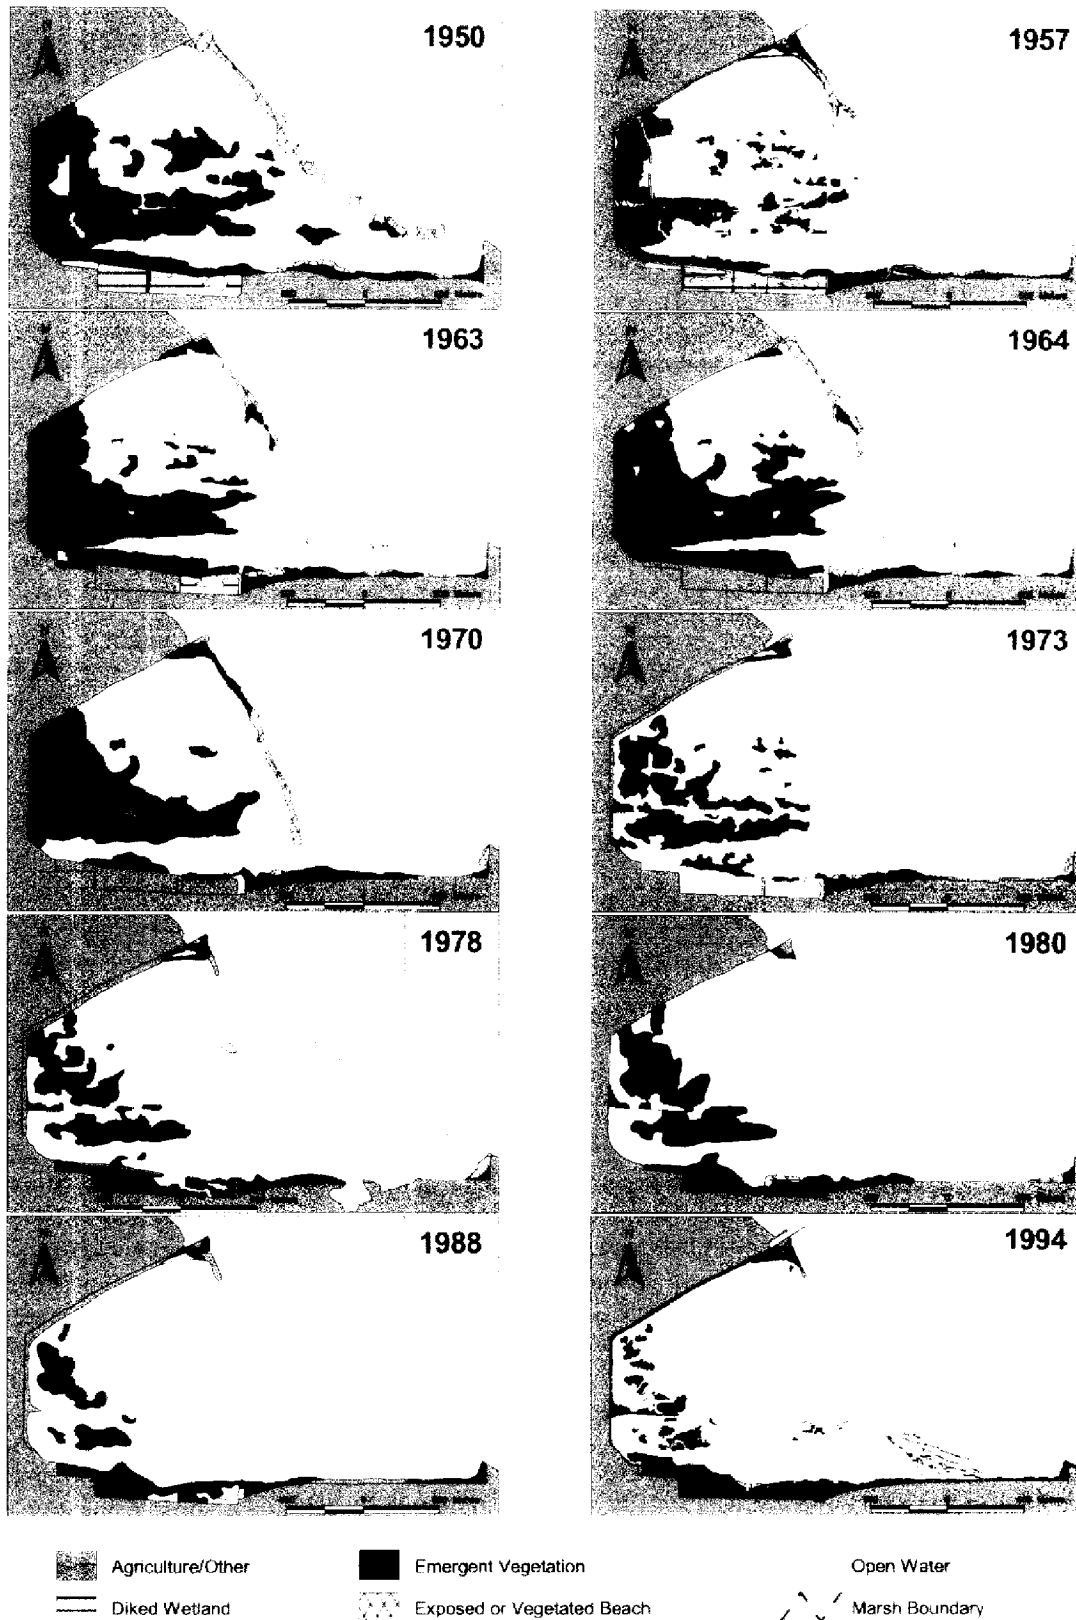 N
1950
N
1957
N
1963
N
1964
N
1970
N
1973
1978
N
1980
1988
1994
Agriculture/Other
Emergent Vegetation
Open Water
Diked Wetland
Exposed or Vegetated Beach
Marsh Boundary